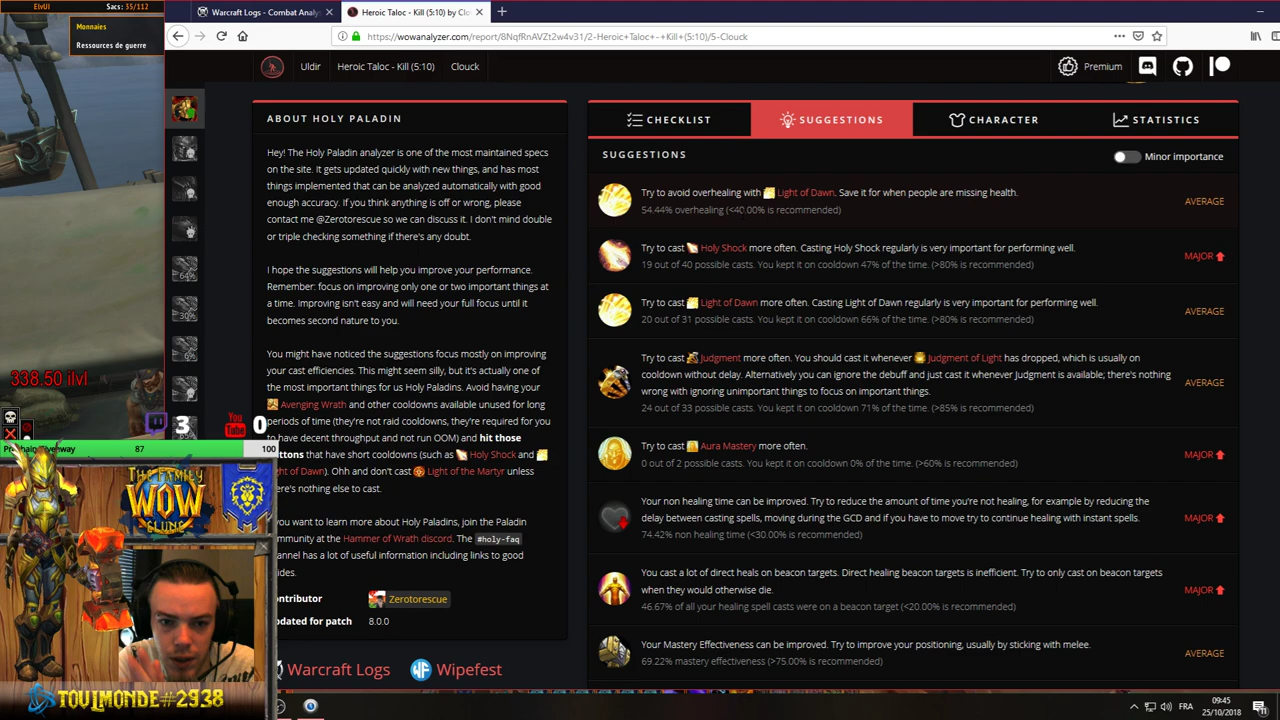 ElvUI
Sacs: 35/112
Monnaies
Ressources de guerre
Warcraft Logs - Combat Analy
Heroic Taloc - Kill (5:10) by Clou
https://wowanalyzer.com/report/8NqfRnAVZt2w4v31/2-Heroic+Taloc+-+Kill+(5:10)/5-Clouck
Uldir
Heroic Taloc - Kill (5:10)
Clouck
Premium
ABOUT HOLY PALADIN
Hey! The Holy Paladin analyzer is one of the most maintained specs
on the site. It gets updated quickly with new things, and has most
things implemented that can be analyzed automatically with good
enough accuracy. If you think anything is off or wrong, please
contact me @Zerotorescue so we can discuss it. I don't mind double
or triple checking something if there's any doubt.
I hope the suggestions will help you improve your performance.
Remember: focus on improving only one or two important things at
a time. Improving isn't easy and will need your full focus until it
becomes second nature to you.
You might have noticed the suggestions focus mostly on improving
your cast efficiencies. This might seem silly, but it's actually one of
the most important things for us Holy Paladins. Avoid having your
Avenging Wrath and other cooldowns available unused for long
periods of time (they're not raid cooldowns, they're required for you
to have decent throughput and not run OOM) and hit those
ttons that have short cooldowns (such as Holy Shock and
ght of Dawn). Ohh and don't cast Light of the Martyr unless
ere's nothing else to cast.
ou want to learn more about Holy Paladins, join the Paladin
mmunity at the Hammer of Wrath discord. The #holy-faq
annel has a lot of useful information including links to good
ides.
ontributor
Zerotorescue
pdated for patch
8.0.0
Warcraft Logs
Wipefest
CHECKLIST
SUGGESTIONS
CHARACTER
STATISTICS
SUGGESTIONS
Minor importance
Try to avoid overhealing with Light of Dawn. Save it for when people are missing health.
54.44% overhealing (<40.00% is recommended)
AVERAGE
Try to cast Holy Shock more often. Casting Holy Shock regularly is very important for performing well.
19 out of 40 possible casts. You kept it on cooldown 47% of the time. (>80% is recommended)
MAJOR
Try to cast Light of Dawn more often. Casting Light of Dawn regularly is very important for performing well.
20 out of 31 possible casts. You kept it on cooldown 66% of the time. (>80% is recommended)
AVERAGE
Try to cast Judgment more often. You should cast it whenever Judgment of Light has dropped, which is usually on
cooldown without delay. Alternatively you can ignore the debuff and just cast it whenever Judgment is available; there's nothing
wrong with ignoring unimportant things to focus on important things.
24 out of 33 possible casts. You kept it on cooldown 71% of the time. (>85% is recommended)
AVERAGE
Try to cast Aura Mastery more often.
0 out of 2 possible casts. You kept it on cooldown 0% of the time. (>60% is recommended)
MAJOR
Your non healing time can be improved. Try to reduce the amount of time you're not healing, for example by reducing the
delay between casting spells, moving during the GCD and if you have to move try to continue healing with instant spells.
74.42% non healing time (<30.00% is recommended)
MAJOR
You cast a lot of direct heals on beacon targets. Direct healing beacon targets is inefficient. Try to only cast on beacon targets
when they would otherwise die.
46.67% of all your healing spell casts were on a beacon target (<20.00% is recommended)
MAJOR
Your Mastery Effectiveness can be improved. Try to improve your positioning, usually by sticking with melee.
69.22% mastery effectiveness (>75.00% is recommended)
AVERAGE
64%
30%
338.50 ilvl
3
You
Tube
0
87
100
THE FAMILY
WOW
CLUNG
TOULMONDE#2938
FR
09:45
25/10/2018